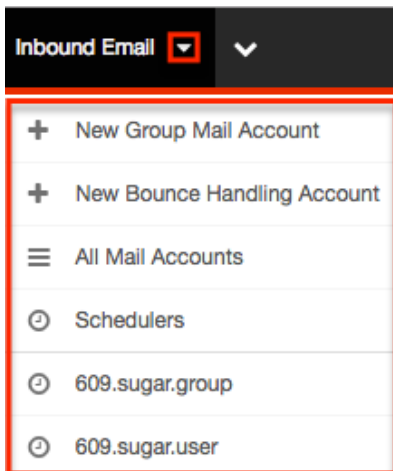 Inbound Email
New Group Mail Account
New Bounce Handling Account
All Mail Accounts
Schedulers
609.sugar.group
609.sugar.user